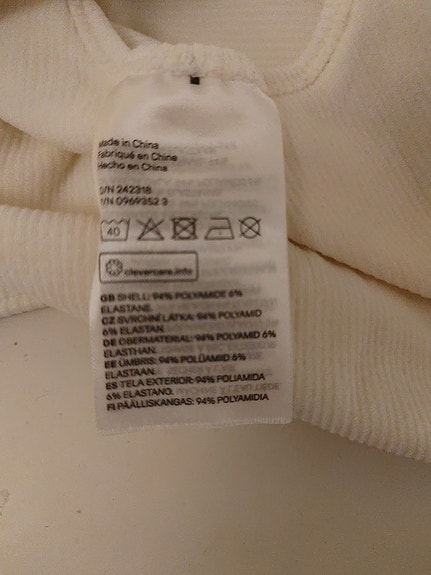 Made in China
Fabriqué en Chine
Hecho en China
O/N 242318
P/N 0969352 3
40
clevercare.info
GB SHELL: 94% POLYAMIDE 6%
ELASTANE.
CZ SVRCHNÍ LÁTKA: 94% POLYAMID
6% ELASTAN.
DE OBERMATERIAL: 94% POLYAMID 6%
ELASTHAN.
EE ÜMBRIS: 94% POLÜAMIID 6%
ELASTAAN.
ES TELA EXTERIOR: 94% POLIAMIDA
6% ELASTANO.
FI PÄÄLLISKANGAS: 94% POLYAMIDIA